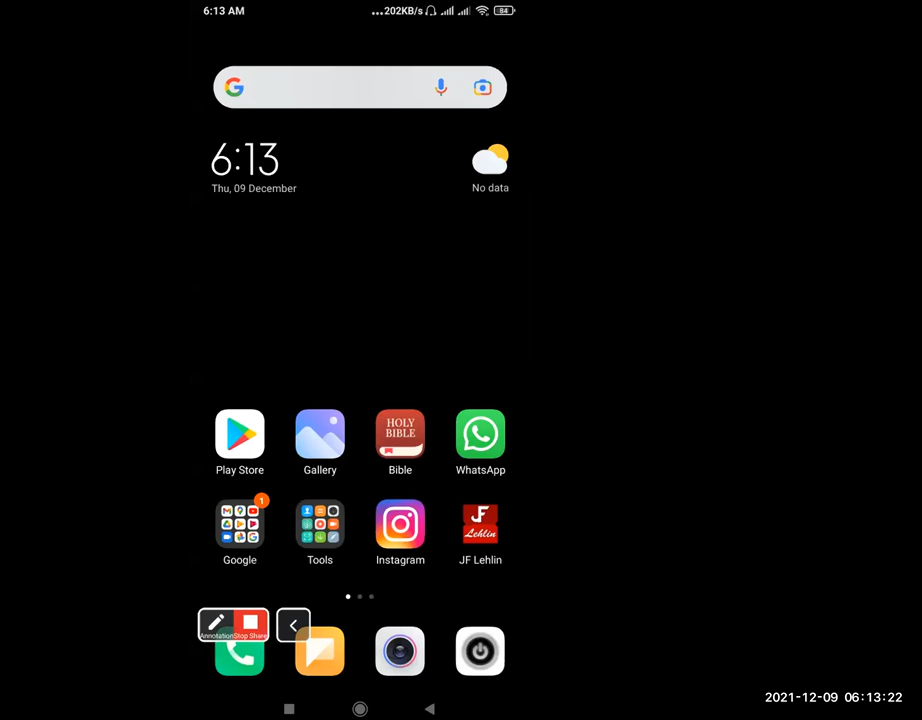 6:13 AM
...202KB/s
84
6:13
Thu, 09 December
No data
HOLY
BIBLE
Play Store
Gallery
Bible
WhatsApp
1
JF
Lehlin
Google
Tools
Instagram
JF Lehlin
Annotation
Stop Share
2021-12-09 06:13:22